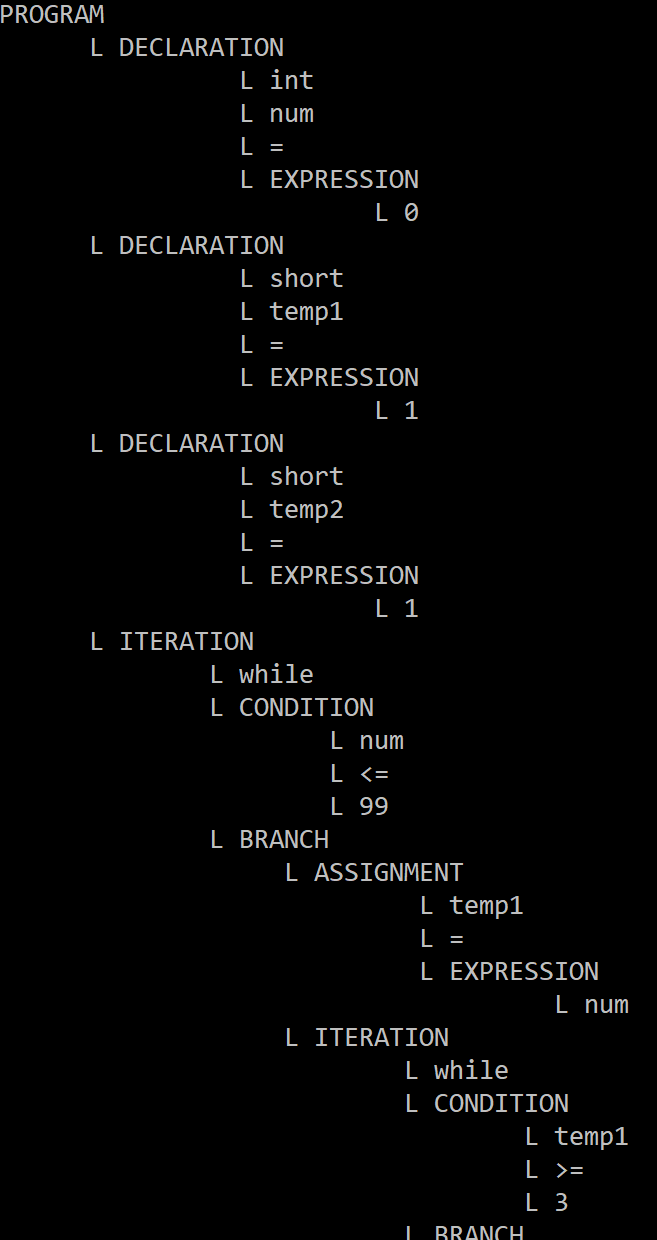 PROGRAM
L DECLARATION
L int
L num
L =
L EXPRESSION
L 0
L DECLARATION
L short
L temp1
L =
L EXPRESSION
L 1
L DECLARATION
L short
L temp2
L =
L EXPRESSION
L 1
L ITERATION
L while
L CONDITION
L num
L <=
L 99
L BRANCH
L ASSIGNMENT
L temp1
L =
L EXPRESSION
L num
L ITERATION
L while
L CONDITION
L temp1
L >=
L 3
L BRANCH